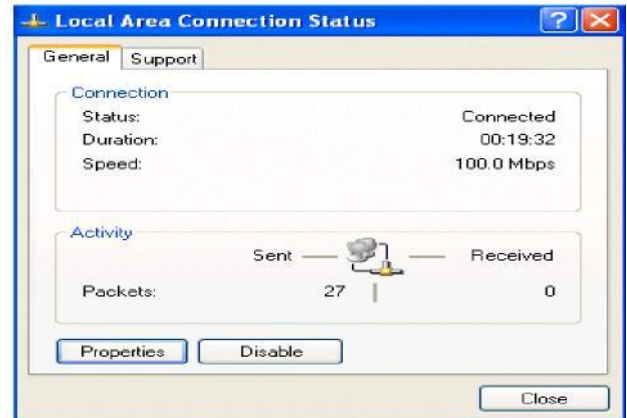 Local Area Connection Status
General Support
Connection
Status: Connected
Duration: 00:19:32
Speed: 100.0 Mbps
Activity
Sent Received
Packets: 27 0
Properties Disable
Close